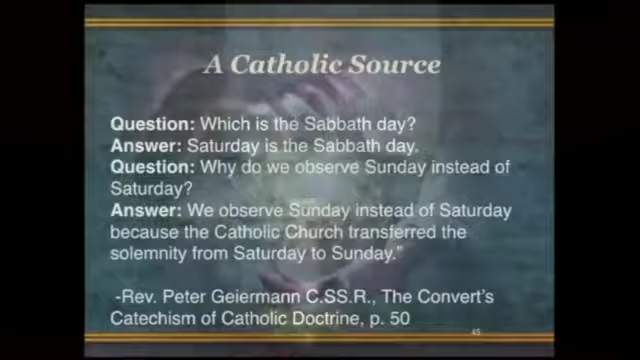 A Catholic Source
Question: Which is the Sabbath day?
Answer: Saturday is the Sabbath day.
Question: Why do we observe Sunday instead of
Saturday?
Answer: We observe Sunday instead of Saturday
because the Catholic Church transferred the
solemnity from Saturday to Sunday."
-Rev. Peter Geiermann C.SS.R., The Convert's
Catechism of Catholic Doctrine, p. 50
45